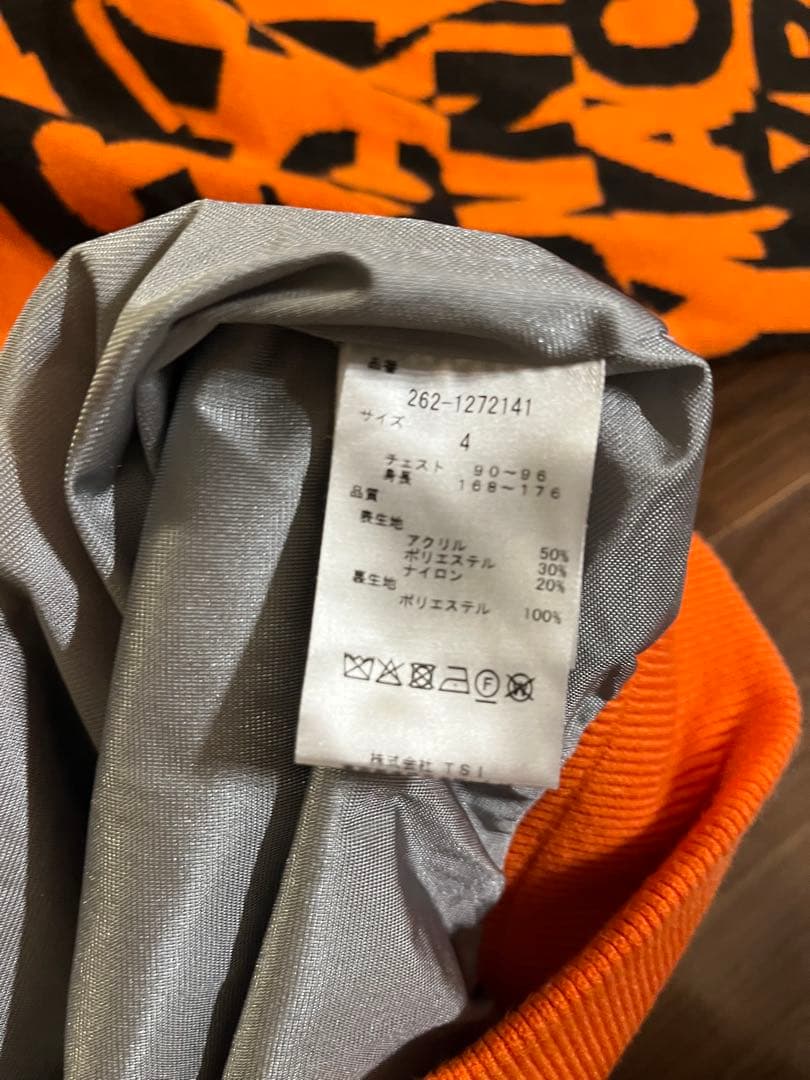 品番
262-1272141
サイズ
4
チェスト 90~96
身長 168~176
品質
表生地
アクリル 50%
ポリエステル 30%
ナイロン 20%
裏生地
ポリエステル 100%
F
W
株式会社 TSI